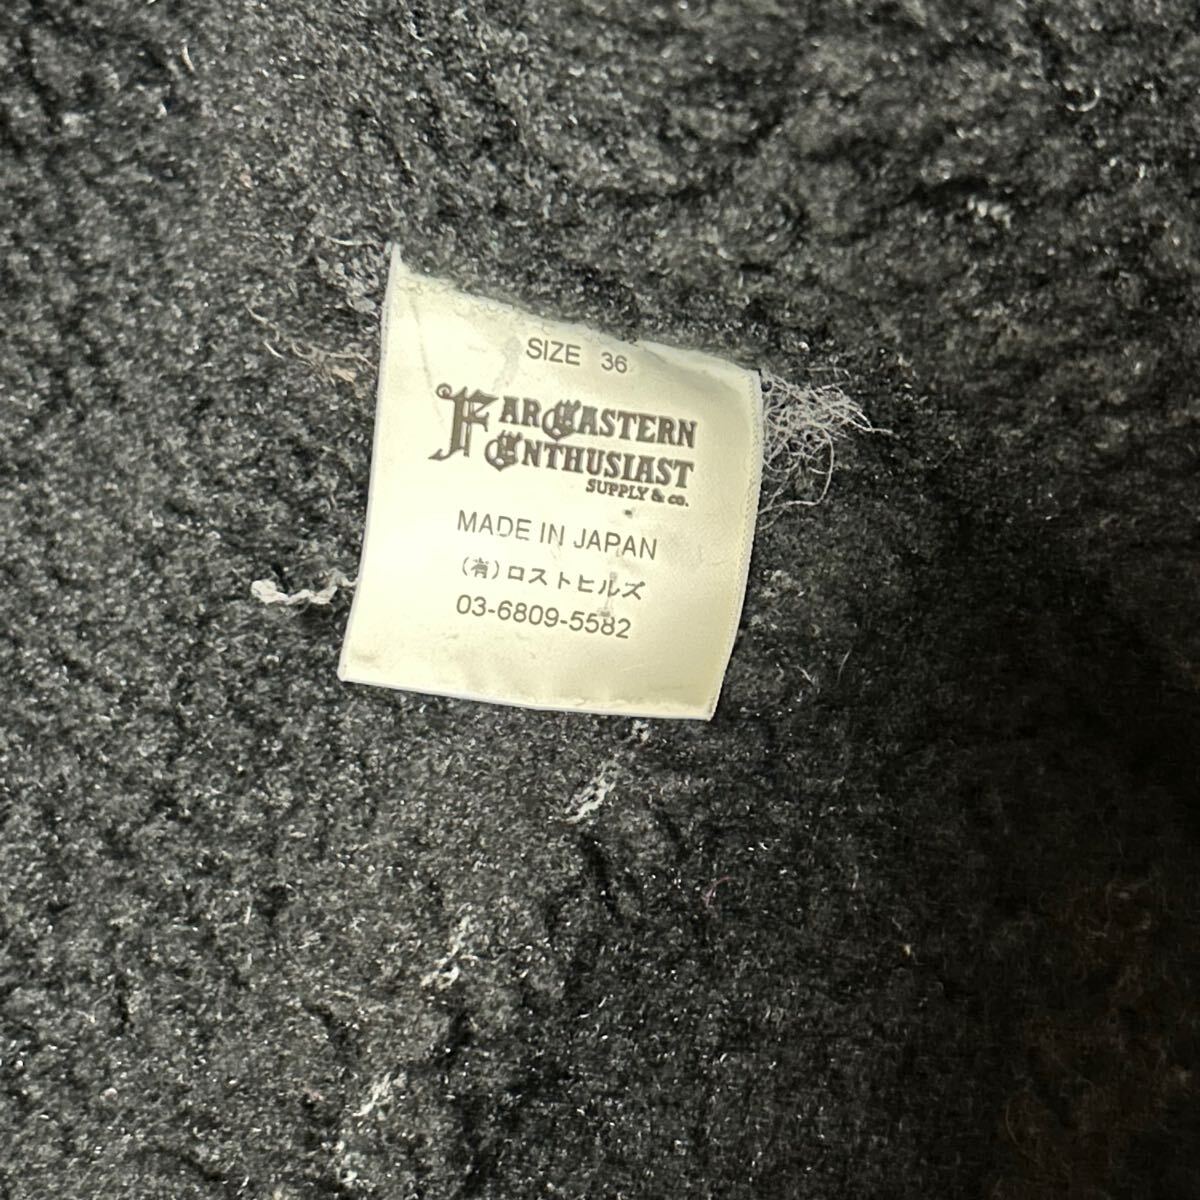 SIZE 36
FAR EASTERN
ENTHUSIAST
SUPPLY & co.
MADE IN JAPAN
(有)ロストヒルズ
03-6809-5582